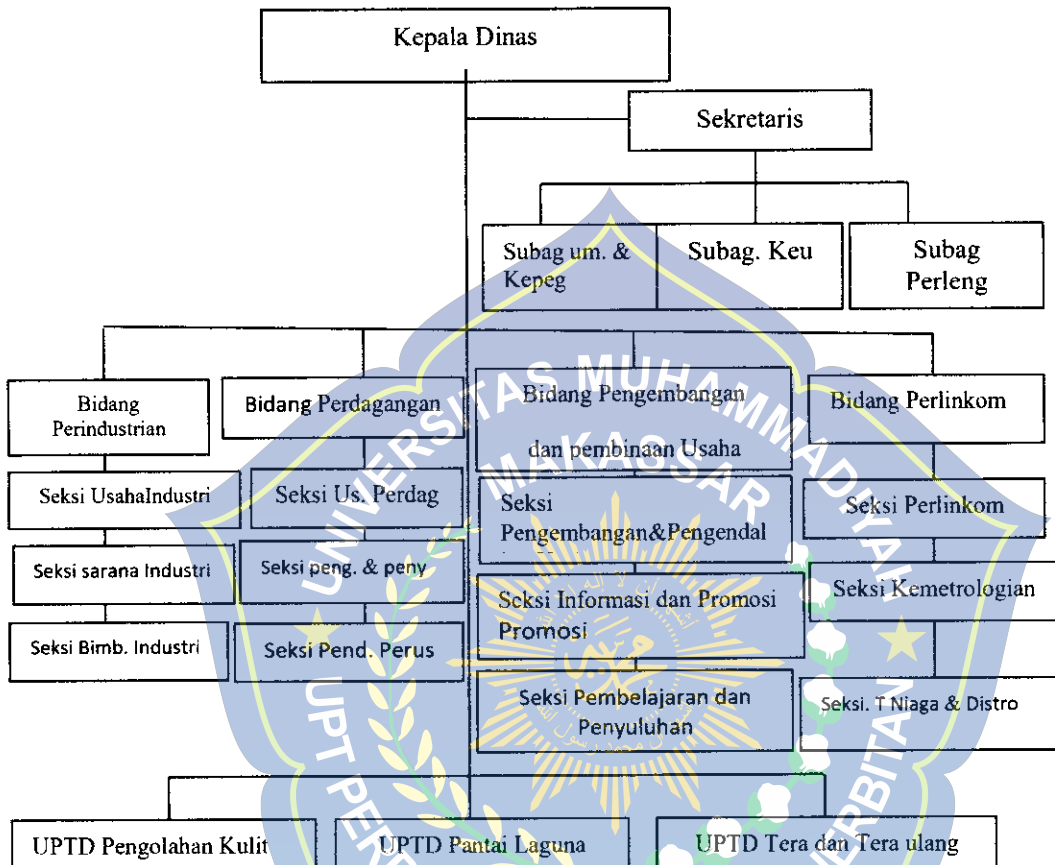 Kepala Dinas
Sekretaris
Subag um. &
Kepeg
Subag. Keu
Subag
Perleng
Bidang
Perindustrian
Bidang Perdagangan
Bidang Pengembangan
dan pembinaan Usaha
Bidang Perlinkom
Seksi UsahaIndustri
Seksi Us. Perdag
Seksi
Pengembangan&Pengendal
Seksi Perlinkom
Seksi sarana Industri
Seksi peng. & peny
Seksi Informasi dan Promosi
Promosi
Seksi Kemetrologian
Seksi Bimb. Industri
Seksi Pend. Perus
Seksi Pembelajaran dan
Penyuluhan
Seksi. T Niaga & Distro
UPTD Pengolahan Kulit
UPTD Pantai Laguna
UPTD Tera dan Tera ulang
UNIVERSITAS MUHAMMADIYAH
MAKASSAR
UPT